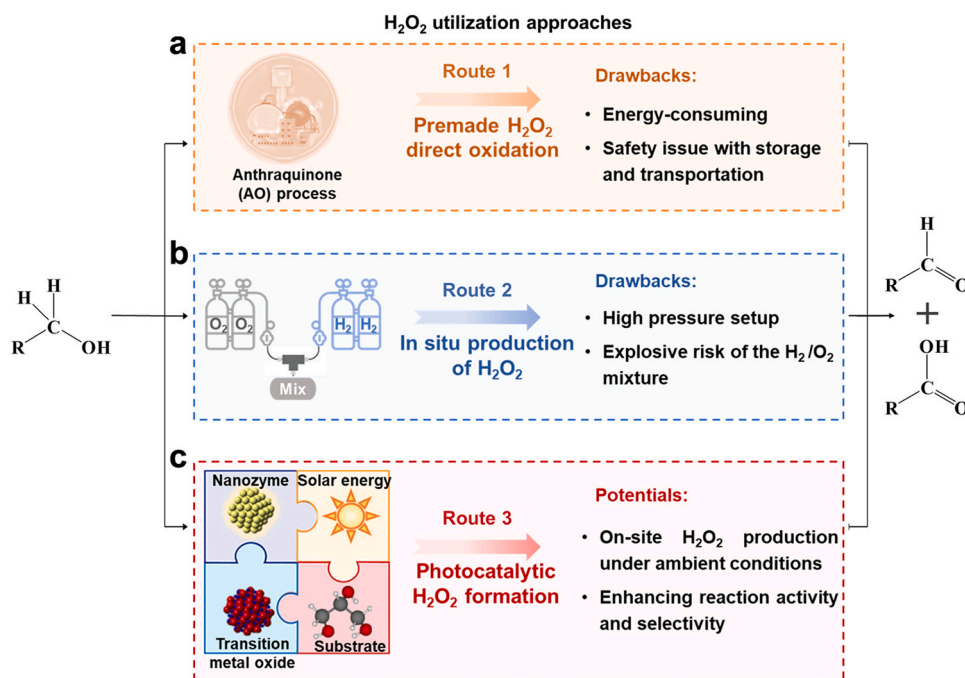 H₂O₂ utilization approaches
a
Anthraquinone
(AO) process
Route 1
Premade H₂O₂
direct oxidation
Drawbacks:
• Energy-consuming
• Safety issue with storage
and transportation
b
O₂ O₂ H₂ H₂
Mix
Route 2
In situ production
of H₂O₂
Drawbacks:
• High pressure setup
• Explosive risk of the H₂/O₂
mixture
H
H
R C OH
c
Nanozyme Solar energy
Transition
metal oxide
Substrate
Route 3
Photocatalytic
H₂O₂ formation
Potentials:
• On-site H₂O₂ production
under ambient conditions
• Enhancing reaction activity
and selectivity
H
R C O
+
OH
R C O